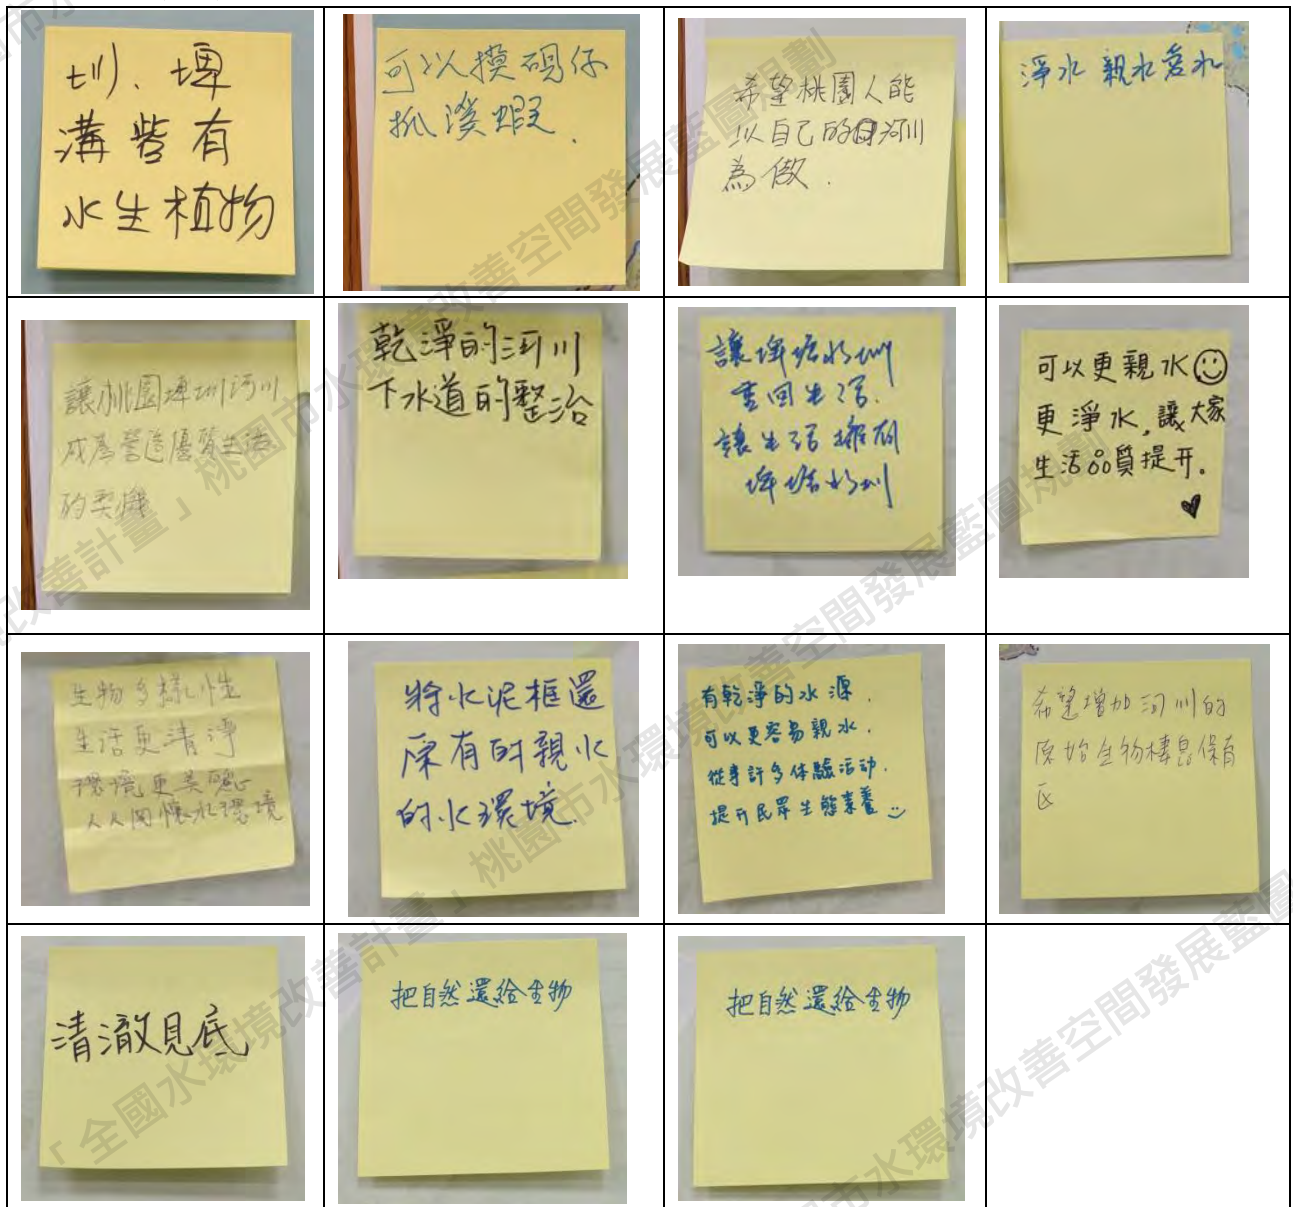 圳、埤
溝皆有
水生植物
可以摸蜆仔
抓溪蝦.
希望桃園人能
以自己的河川
為傲.
淨水 親水 愛水
讓桃園埤圳河川
成為營造優質生活
的契機
乾淨的河川
下水道的整治
讓埤塘水圳
重回生活.
讓生活擁有
埤塘水圳
可以更親水
更淨水,讓大家
生活品質提升。
生物多樣性
生活更清淨
環境更美麗
人人關懷水環境
將水泥框還
原有的親水
的水環境.
有乾淨的水源.
可以更容易親水.
從事許多体驗活动.
提升民眾生態素養
希望增加河川的
原始生物棲息保育
區
清澈見底
把自然還給生物
把自然還給生物
「全國水環境改善計畫」桃園市水環境改善空間發展藍圖規劃